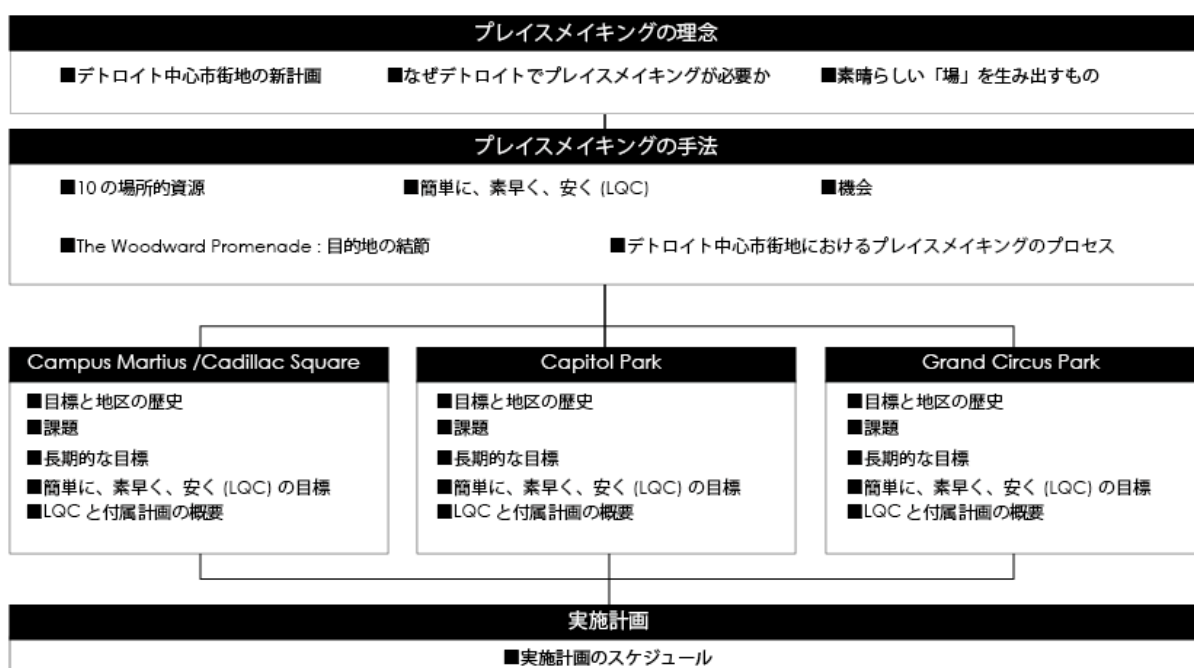 プレイスメイキングの理念
■デトロイト中心市街地の新計画 ■なぜデトロイトでプレイスメイキングが必要か ■素晴らしい「場」を生み出すもの
プレイスメイキングの手法
■10の場所的資源 ■簡単に、素早く、安く(LQC) ■機会
■The Woodward Promenade : 目的地の結節 ■デトロイト中心市街地におけるプレイスメイキングのプロセス
Campus Martius /Cadillac Square
■目標と地区の歴史
■課題
■長期的な目標
■簡単に、素早く、安く(LQC)の目標
■LQCと付属計画の概要
Capitol Park
■目標と地区の歴史
■課題
■長期的な目標
■簡単に、素早く、安く(LQC)の目標
■LQCと付属計画の概要
Grand Circus Park
■目標と地区の歴史
■課題
■長期的な目標
■簡単に、素早く、安く(LQC)の目標
■LQCと付属計画の概要
実施計画
■実施計画のスケジュール